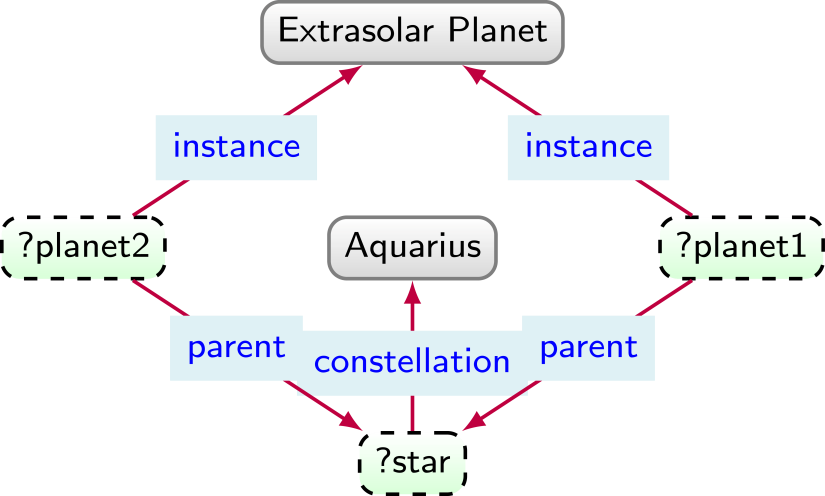 Extrasolar Planet
instance
instance
?planet2
Aquarius
?planet1
parent
constellation
parent
?star